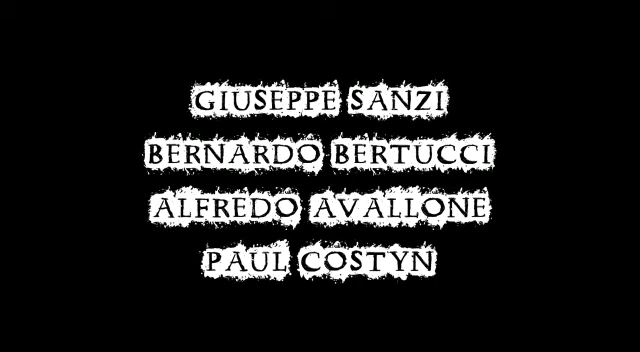 GIUSEPPE SANZI
BERNARDO BERTUCCI
ALFREDO AVALLONE
PAUL COSTYN